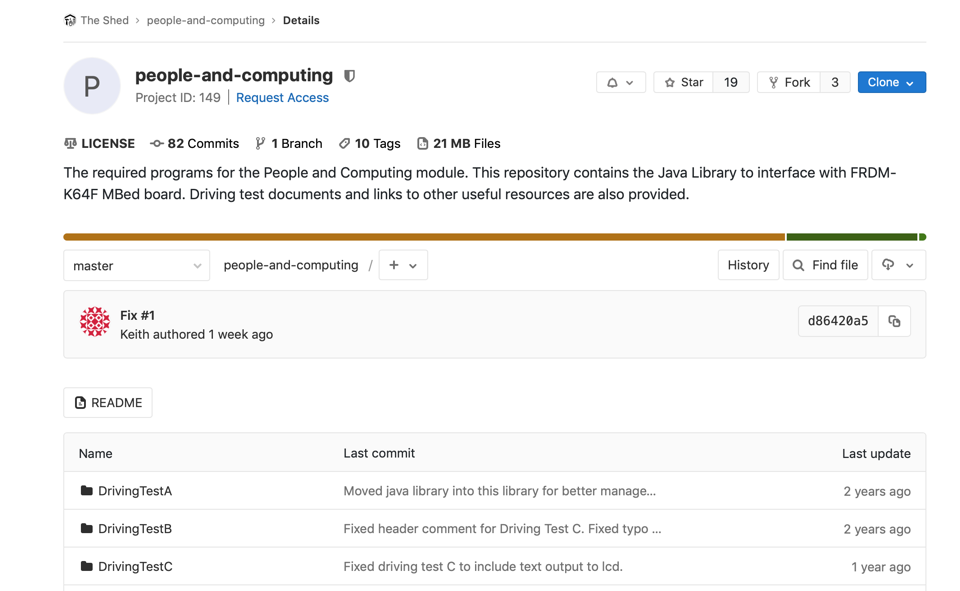 The Shed › people-and-computing › Details
P
people-and-computing
Project ID: 149 | Request Access
Star 19 Fork 3 Clone
LICENSE 82 Commits 1 Branch 10 Tags 21 MB Files
The required programs for the People and Computing module. This repository contains the Java Library to interface with FRDM-
K64F MBed board. Driving test documents and links to other useful resources are also provided.
master people-and-computing / + History Find file
Fix #1
Keith authored 1 week ago
d86420a5
README
Name Last commit Last update
DrivingTestA Moved java library into this library for better manage... 2 years ago
DrivingTestB Fixed header comment for Driving Test C. Fixed typo ... 2 years ago
DrivingTestC Fixed driving test C to include text output to lcd. 1 year ago